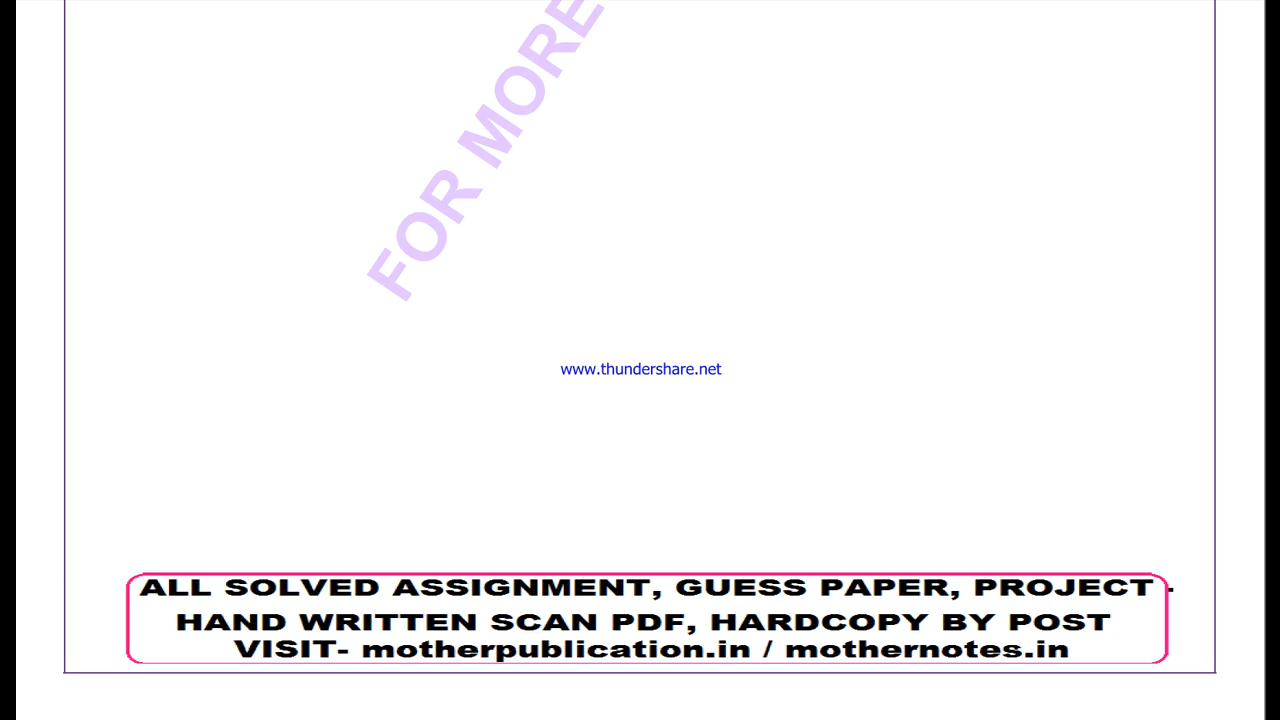 FOR MORE
www.thundershare.net
ALL SOLVED ASSIGNMENT, GUESS PAPER, PROJECT -
HAND WRITTEN SCAN PDF, HARDCOPY BY POST
VISIT- motherpublication.in / mothernotes.in